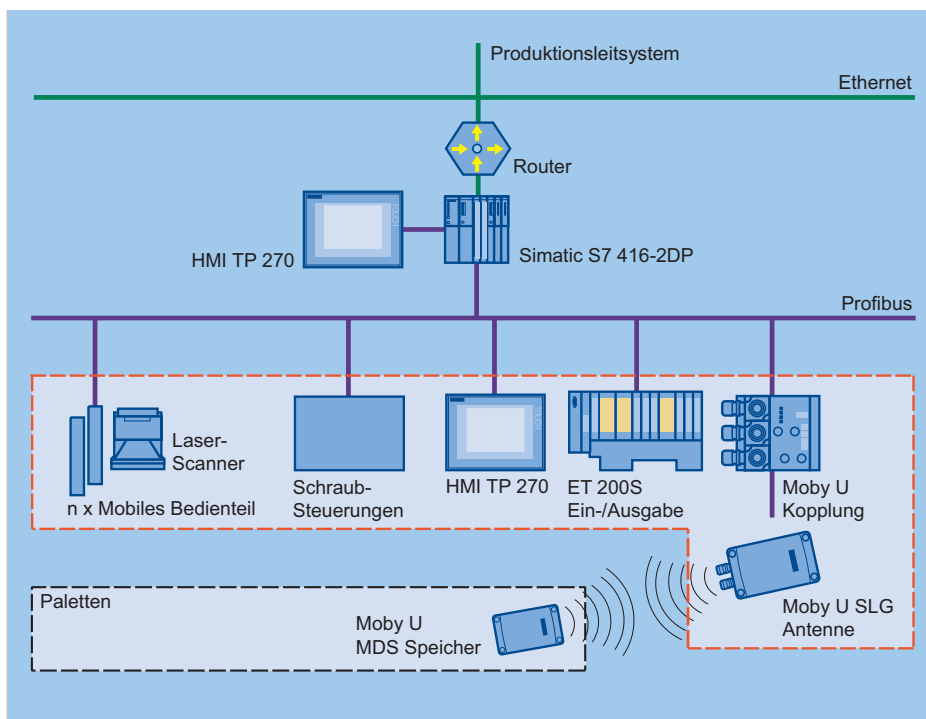 Produktionsleitsystem
Ethernet
Router
HMI TP 270
Simatic S7 416-2DP
Profibus
Laser-
Scanner
n x Mobiles Bedienteil
Schraub-
Steuerungen
HMI TP 270
ET 200S
Ein-/Ausgabe
Moby U
Kopplung
Paletten
Moby U
MDS Speicher
Moby U SLG
Antenne